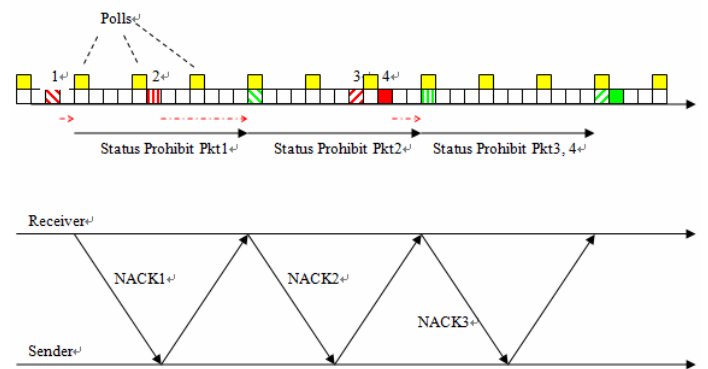 Polls↵
1↵ 2↵ 3↵ 4↵
Status Prohibit Pkt1↵ Status Prohibit Pkt2↵ Status Prohibit Pkt3, 4↵
Receiver↵
NACK1↵ NACK2↵
NACK3↵
Sender↵